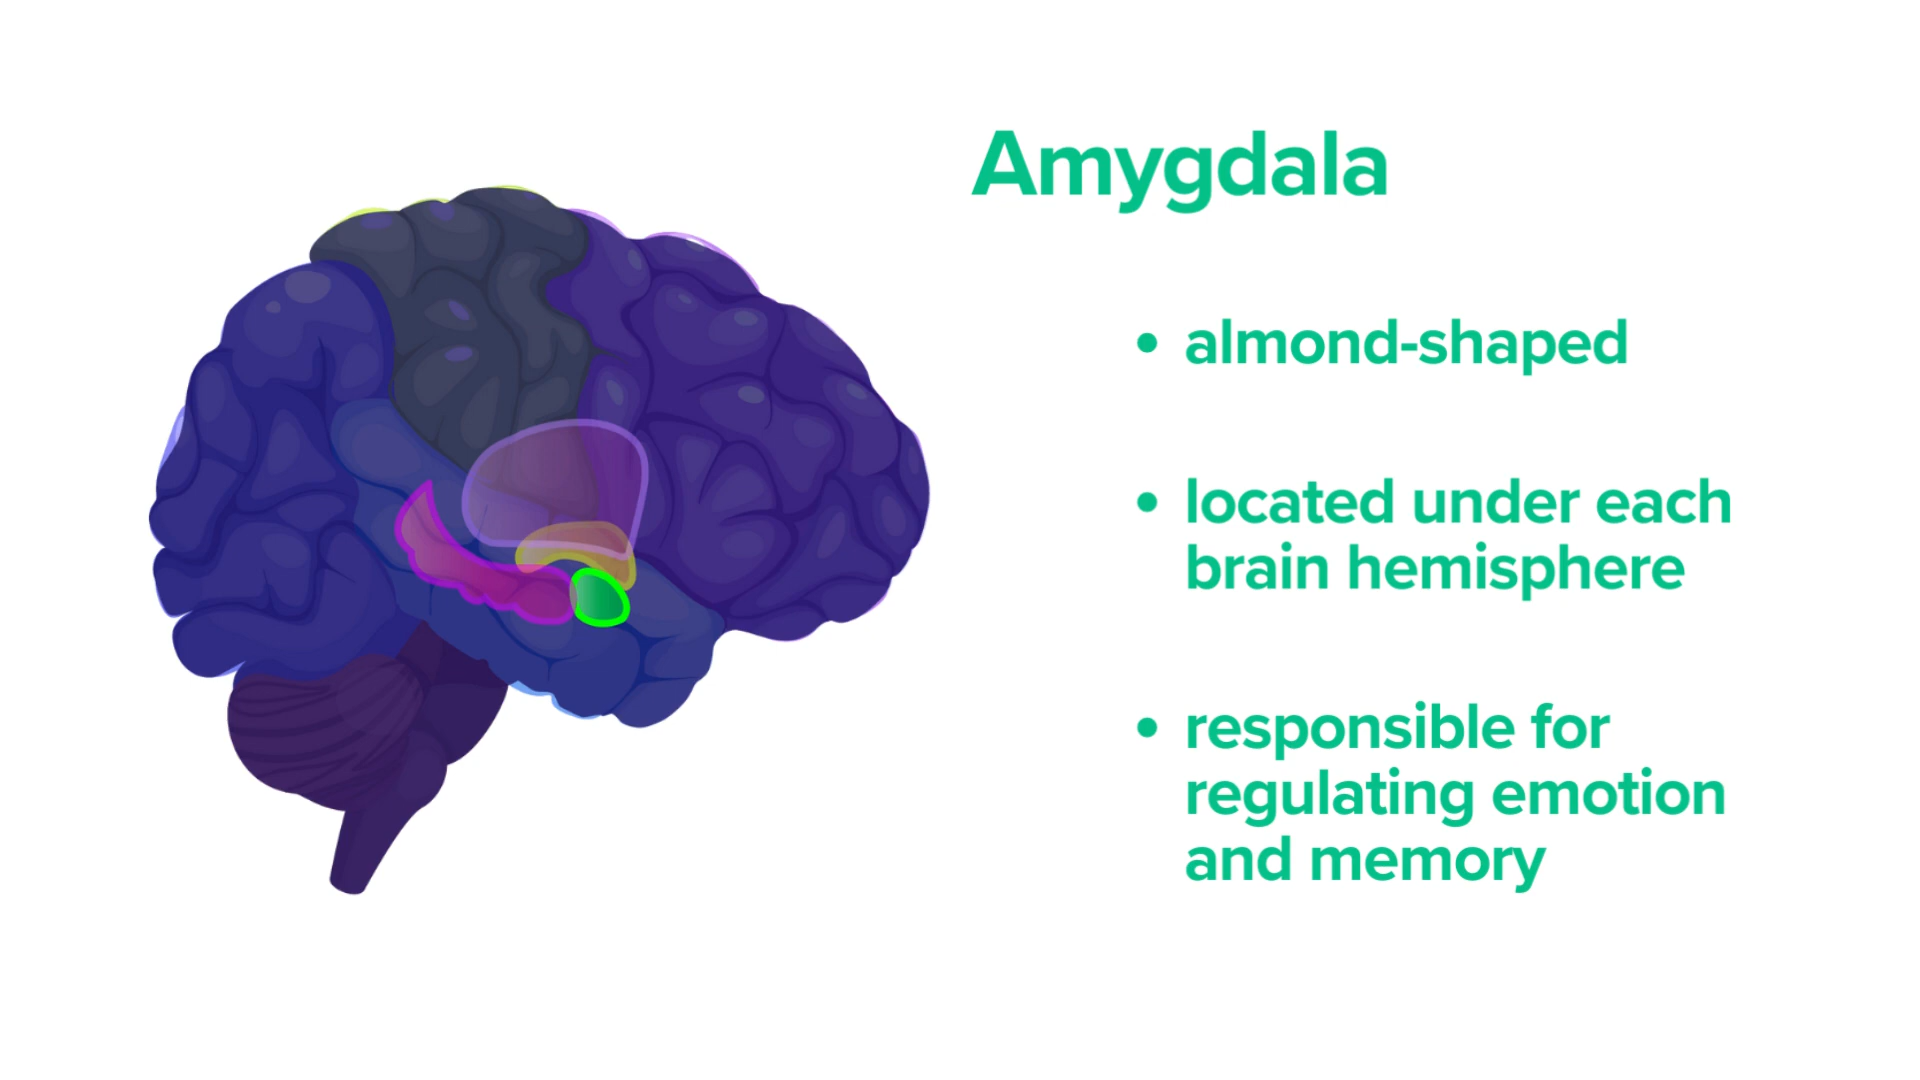 Amygdala
• almond-shaped
• located under each
brain hemisphere
• responsible for
regulating emotion
and memory